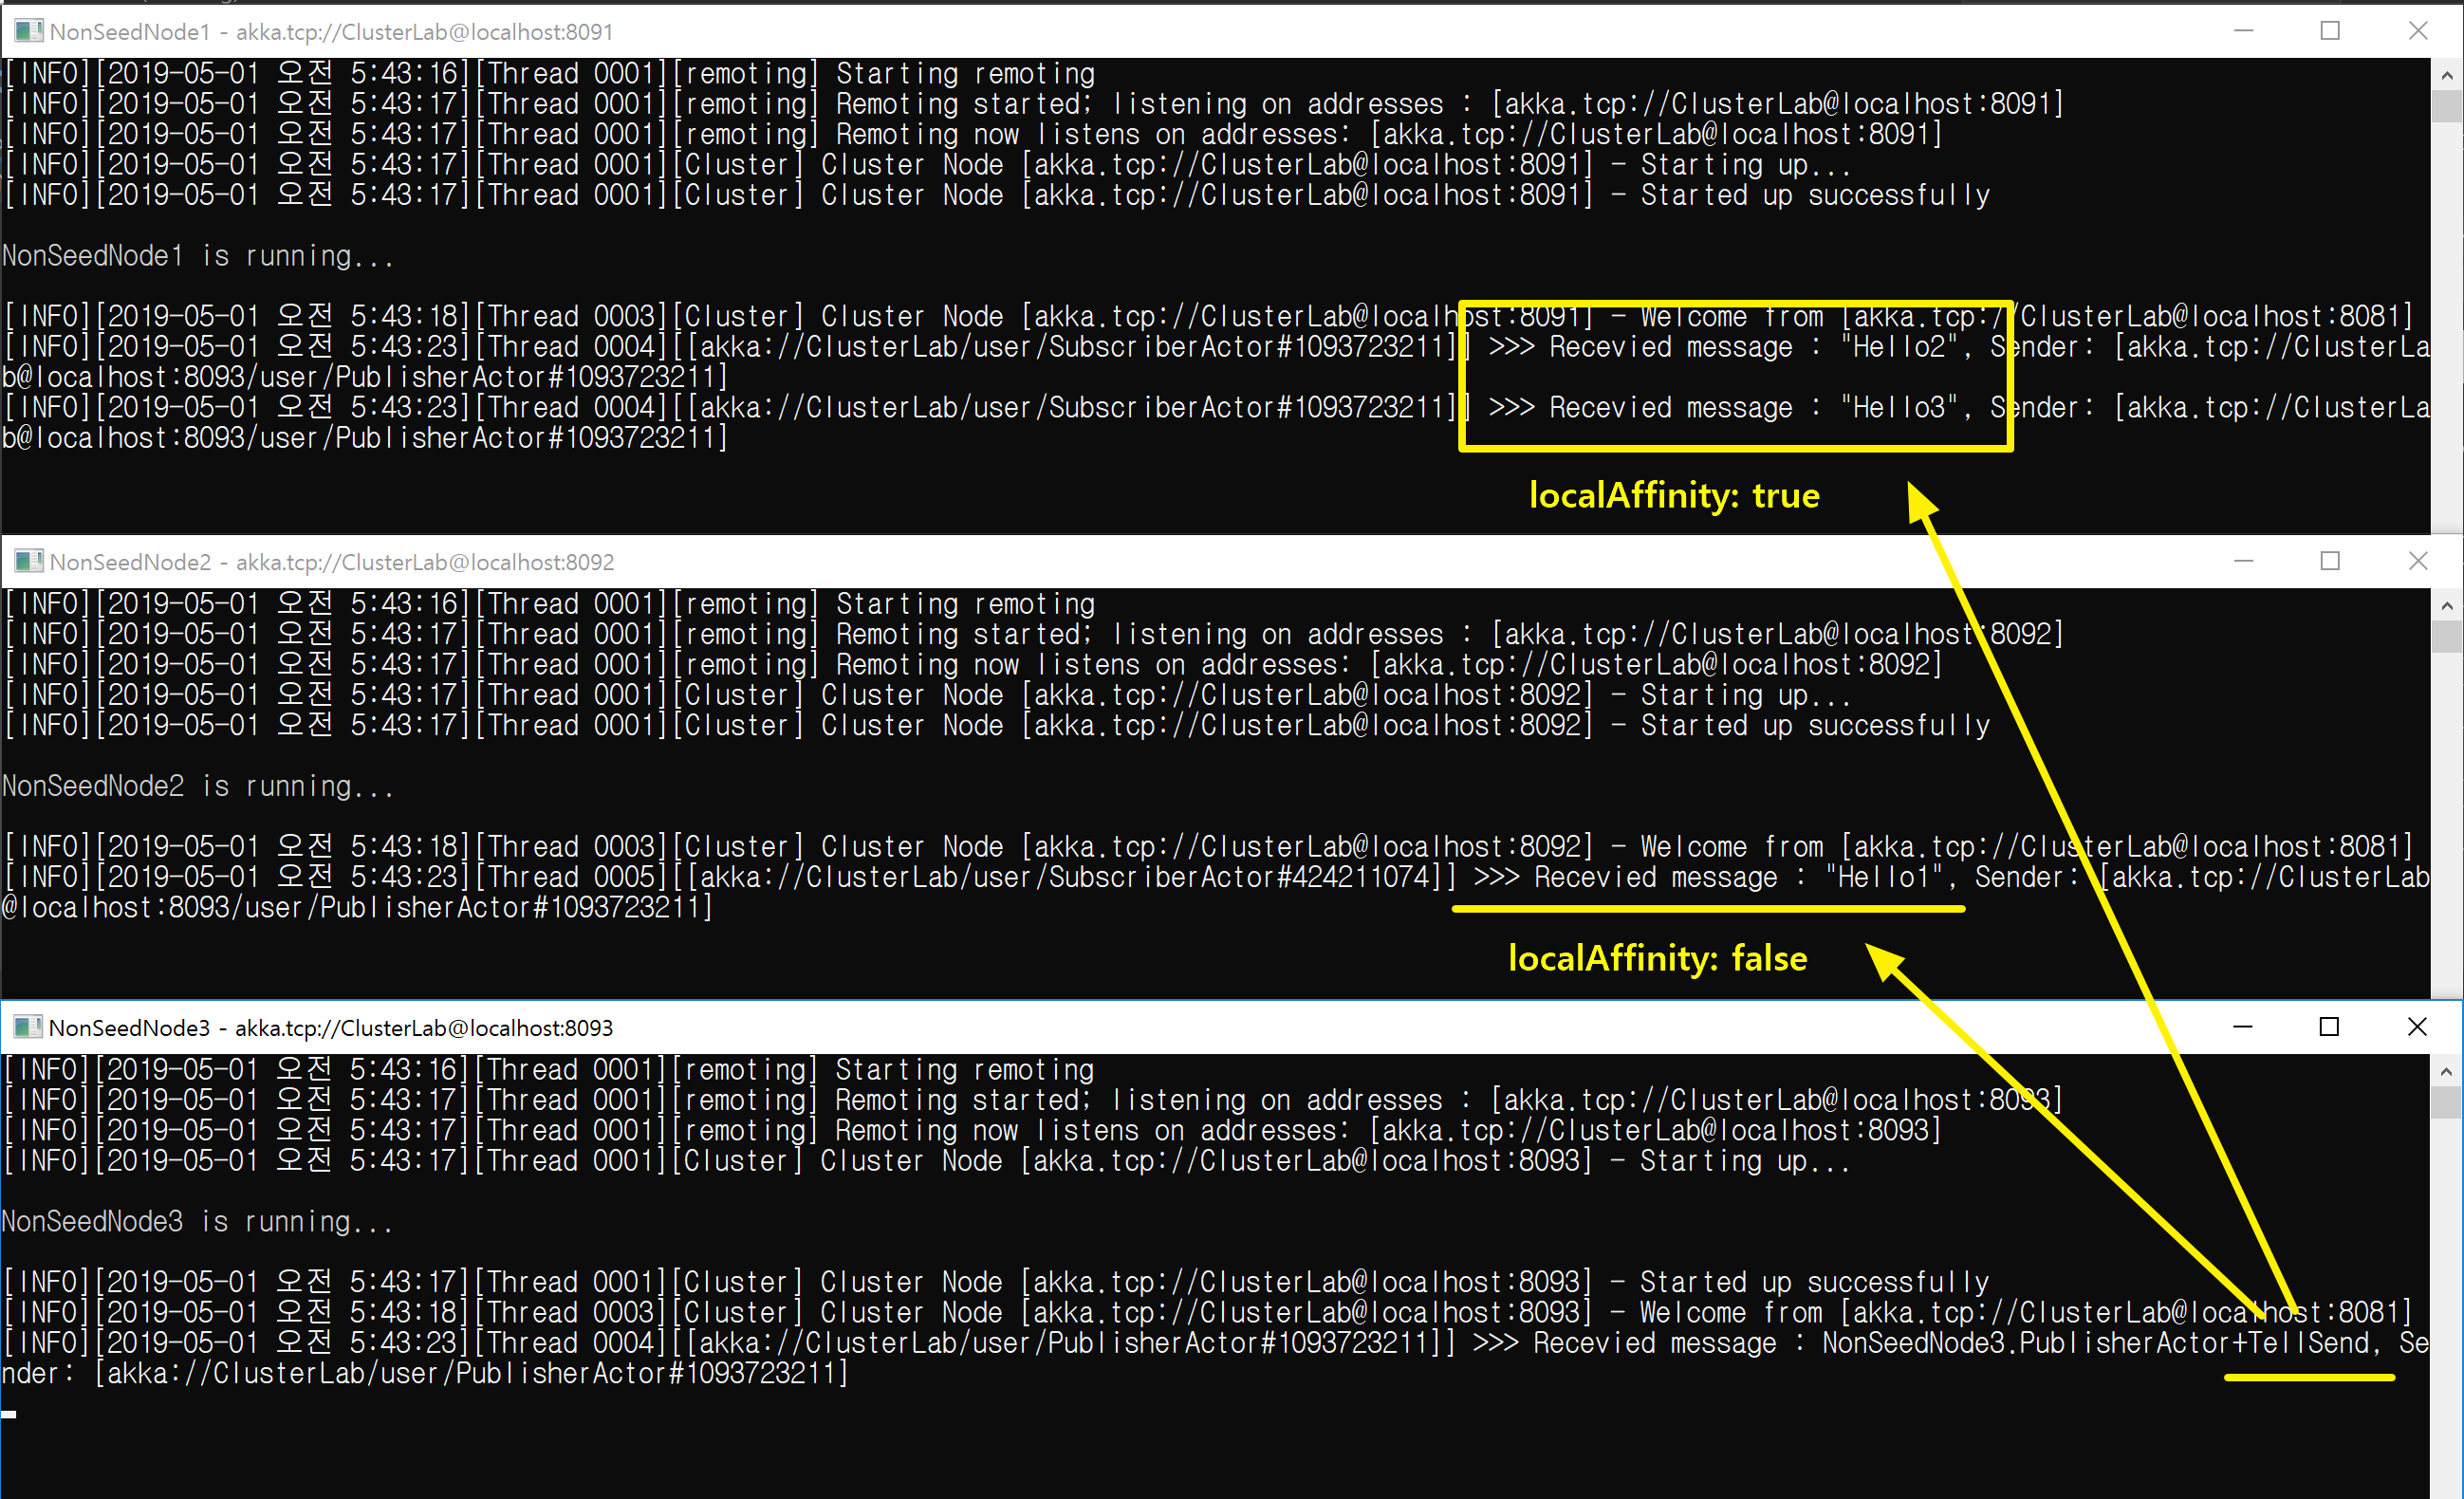 NonSeedNode1 - akka.tcp://ClusterLab@localhost:8091
[INFO][2019-05-01 오전 5:43:16][Thread 0001][remoting] Starting remoting
[INFO][2019-05-01 오전 5:43:17][Thread 0001][remoting] Remoting started; listening on addresses : [akka.tcp://ClusterLab@localhost:8091]
[INFO][2019-05-01 오전 5:43:17][Thread 0001][remoting] Remoting now listens on addresses: [akka.tcp://ClusterLab@localhost:8091]
[INFO][2019-05-01 오전 5:43:17][Thread 0001][Cluster] Cluster Node [akka.tcp://ClusterLab@localhost:8091] - Starting up...
[INFO][2019-05-01 오전 5:43:17][Thread 0001][Cluster] Cluster Node [akka.tcp://ClusterLab@localhost:8091] - Started up successfully
NonSeedNode1 is running...
[INFO][2019-05-01 오전 5:43:18][Thread 0003][Cluster] Cluster Node [akka.tcp://ClusterLab@localhost:8091] - Welcome from [akka.tcp://ClusterLab@localhost:8081]
[INFO][2019-05-01 오전 5:43:23][Thread 0004][[akka://ClusterLab/user/SubscriberActor#1093723211]] >>> Recevied message : "Hello2", Sender: [akka.tcp://ClusterLa
b@localhost:8093/user/PublisherActor#1093723211]
[INFO][2019-05-01 오전 5:43:23][Thread 0004][[akka://ClusterLab/user/SubscriberActor#1093723211]] >>> Recevied message : "Hello3", Sender: [akka.tcp://ClusterLa
b@localhost:8093/user/PublisherActor#1093723211]
localAffinity: true
NonSeedNode2 - akka.tcp://ClusterLab@localhost:8092
[INFO][2019-05-01 오전 5:43:16][Thread 0001][remoting] Starting remoting
[INFO][2019-05-01 오전 5:43:17][Thread 0001][remoting] Remoting started; listening on addresses : [akka.tcp://ClusterLab@localhost:8092]
[INFO][2019-05-01 오전 5:43:17][Thread 0001][remoting] Remoting now listens on addresses: [akka.tcp://ClusterLab@localhost:8092]
[INFO][2019-05-01 오전 5:43:17][Thread 0001][Cluster] Cluster Node [akka.tcp://ClusterLab@localhost:8092] - Starting up...
[INFO][2019-05-01 오전 5:43:17][Thread 0001][Cluster] Cluster Node [akka.tcp://ClusterLab@localhost:8092] - Started up successfully
NonSeedNode2 is running...
[INFO][2019-05-01 오전 5:43:18][Thread 0003][Cluster] Cluster Node [akka.tcp://ClusterLab@localhost:8092] - Welcome from [akka.tcp://ClusterLab@localhost:8081]
[INFO][2019-05-01 오전 5:43:23][Thread 0005][[akka://ClusterLab/user/SubscriberActor#424211074]] >>> Recevied message : "Hello1", Sender: [akka.tcp://ClusterLab
@localhost:8093/user/PublisherActor#1093723211]
localAffinity: false
NonSeedNode3 - akka.tcp://ClusterLab@localhost:8093
[INFO][2019-05-01 오전 5:43:16][Thread 0001][remoting] Starting remoting
[INFO][2019-05-01 오전 5:43:17][Thread 0001][remoting] Remoting started; listening on addresses : [akka.tcp://ClusterLab@localhost:8093]
[INFO][2019-05-01 오전 5:43:17][Thread 0001][remoting] Remoting now listens on addresses: [akka.tcp://ClusterLab@localhost:8093]
[INFO][2019-05-01 오전 5:43:17][Thread 0001][Cluster] Cluster Node [akka.tcp://ClusterLab@localhost:8093] - Starting up...
NonSeedNode3 is running...
[INFO][2019-05-01 오전 5:43:17][Thread 0001][Cluster] Cluster Node [akka.tcp://ClusterLab@localhost:8093] - Started up successfully
[INFO][2019-05-01 오전 5:43:18][Thread 0003][Cluster] Cluster Node [akka.tcp://ClusterLab@localhost:8093] - Welcome from [akka.tcp://ClusterLab@localhost:8081]
[INFO][2019-05-01 오전 5:43:23][Thread 0004][[akka://ClusterLab/user/PublisherActor#1093723211]] >>> Recevied message : NonSeedNode3.PublisherActor+TellSend, Se
nder: [akka://ClusterLab/user/PublisherActor#1093723211]